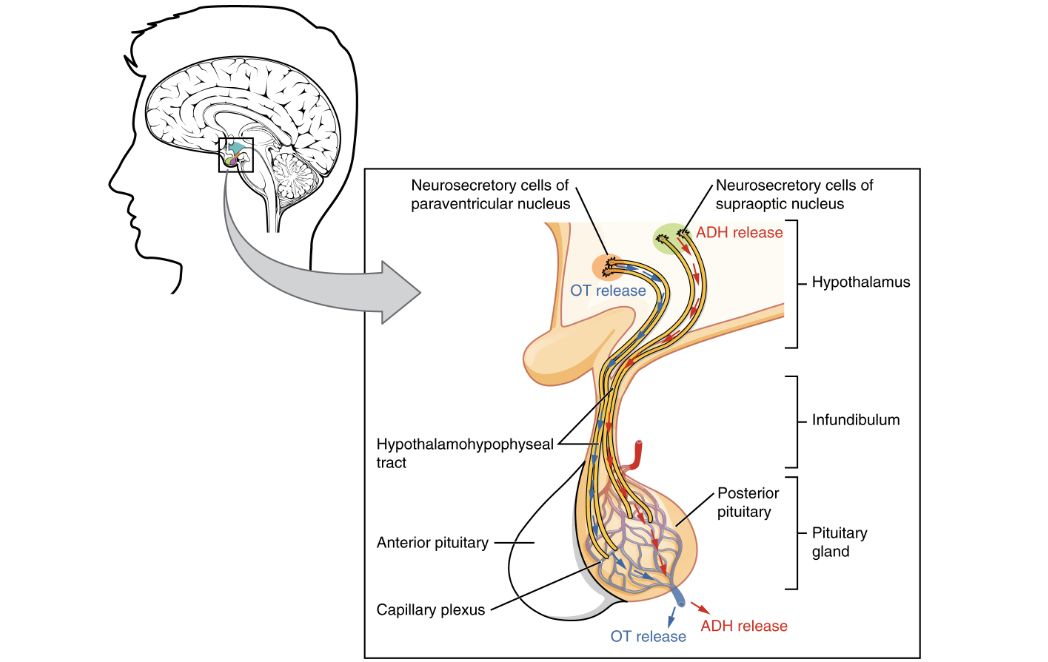 Neurosecretory cells of
paraventricular nucleus
Neurosecretory cells of
supraoptic nucleus
ADH release
OT release
Hypothalamus
Infundibulum
Hypothalamohypophyseal
tract
Posterior
pituitary
Anterior pituitary
Pituitary
gland
Capillary plexus
OT release
ADH release